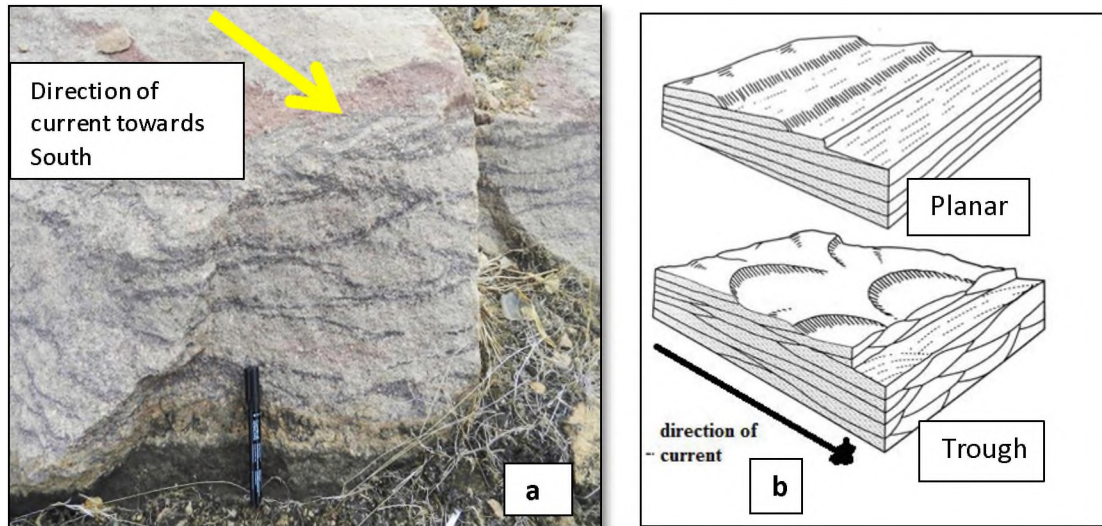 Direction of
current towards
South
a
Planar
Trough
direction of
current
b